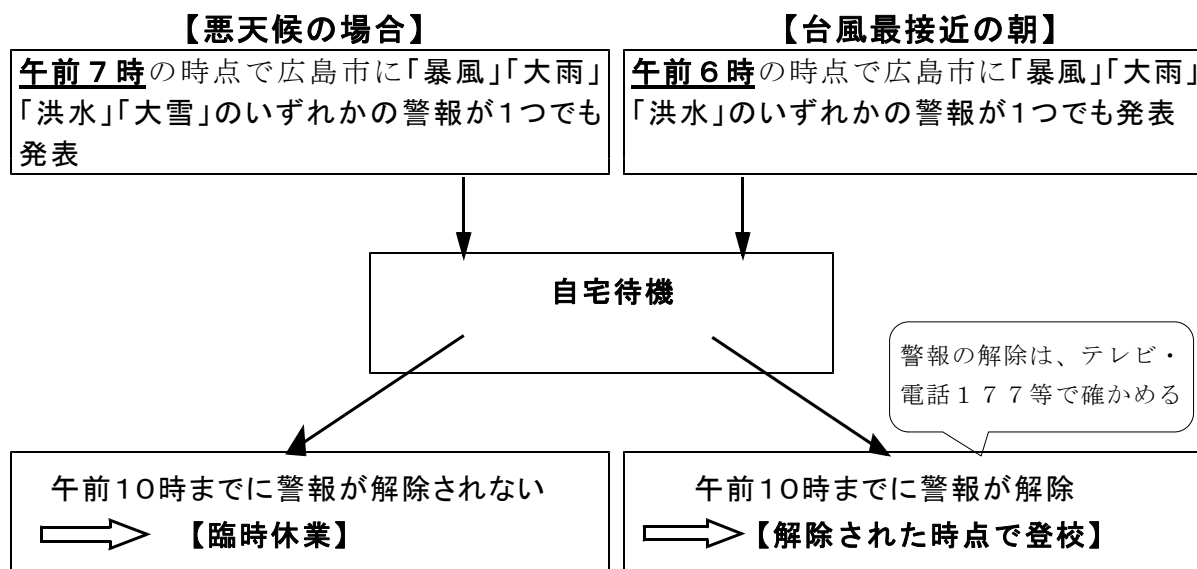 【悪天候の場合】
午前７時の時点で広島市に「暴風」「大雨」
「洪水」「大雪」のいずれかの警報が１つでも
発表
【台風最接近の朝】
午前６時の時点で広島市に「暴風」「大雨」
「洪水」のいずれかの警報が１つでも発表
自宅待機
警報の解除は、テレビ・
電話１７７等で確かめる
午前１０時までに警報が解除されない
【臨時休業】
午前１０時までに警報が解除
【解除された時点で登校】